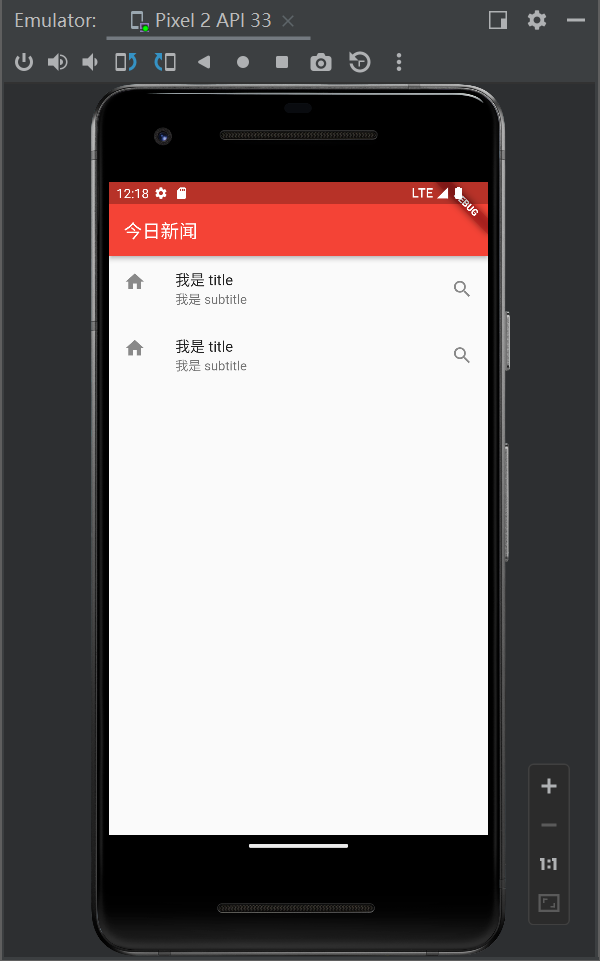 Emulator: Pixel 2 API 33
12:18 LTE
DEBUG
今日新闻
我是 title
我是 subtitle
我是 title
我是 subtitle
1:1